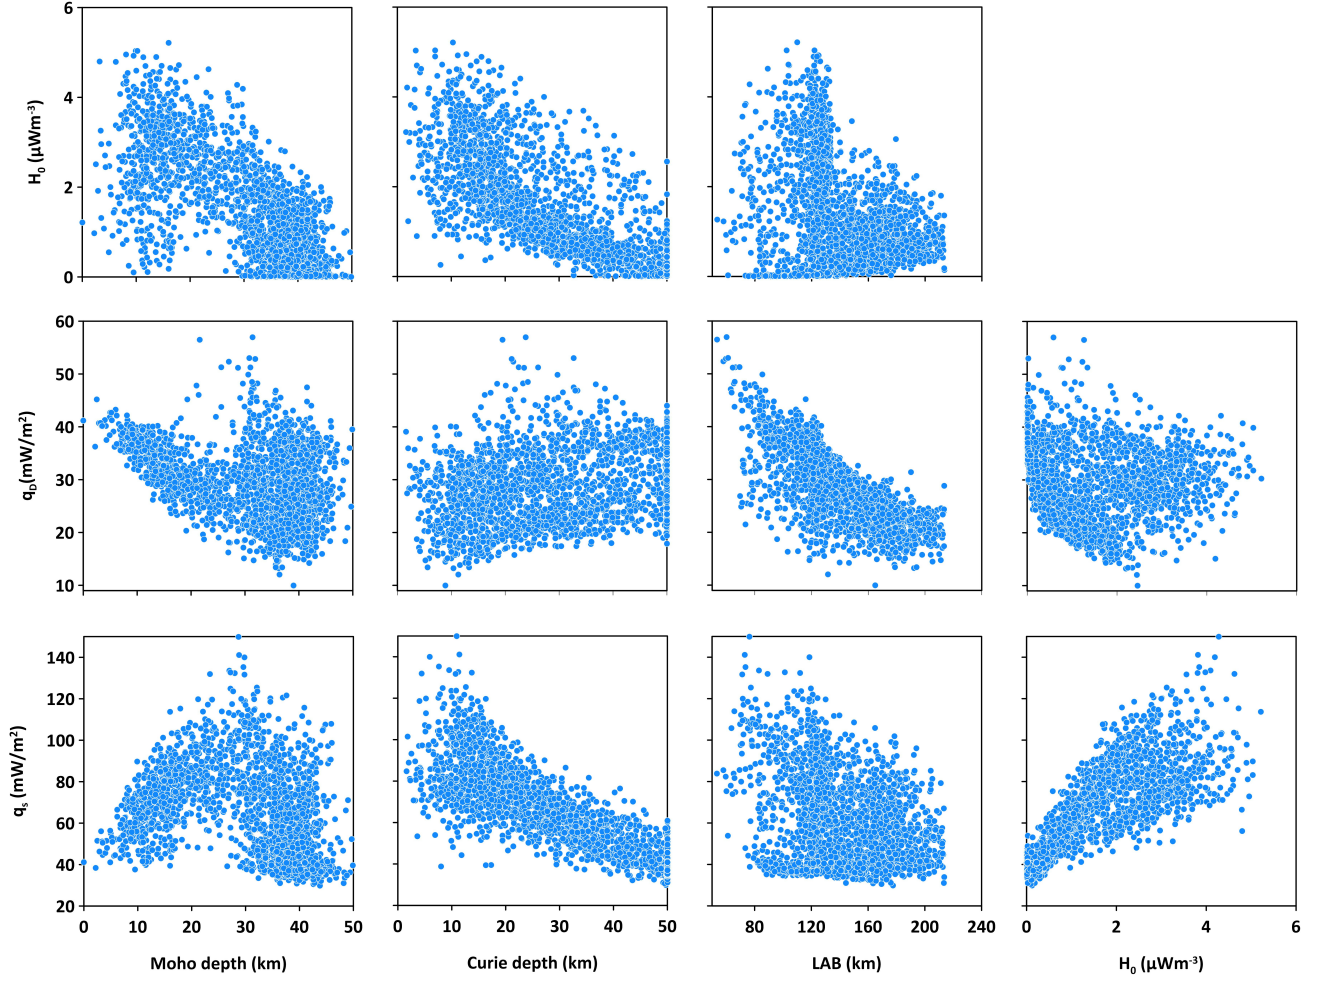 6
4
2
0
H₀ (μWm⁻³)
60
50
40
30
20
10
q_D(mW/m²)
140
120
100
80
60
40
20
qₛ (mW/m²)
0 10 20 30 40 50
0 10 20 30 40 50
80 120 160 200 240
0 2 4 6
Moho depth (km)
Curie depth (km)
LAB (km)
H₀ (μWm⁻³)